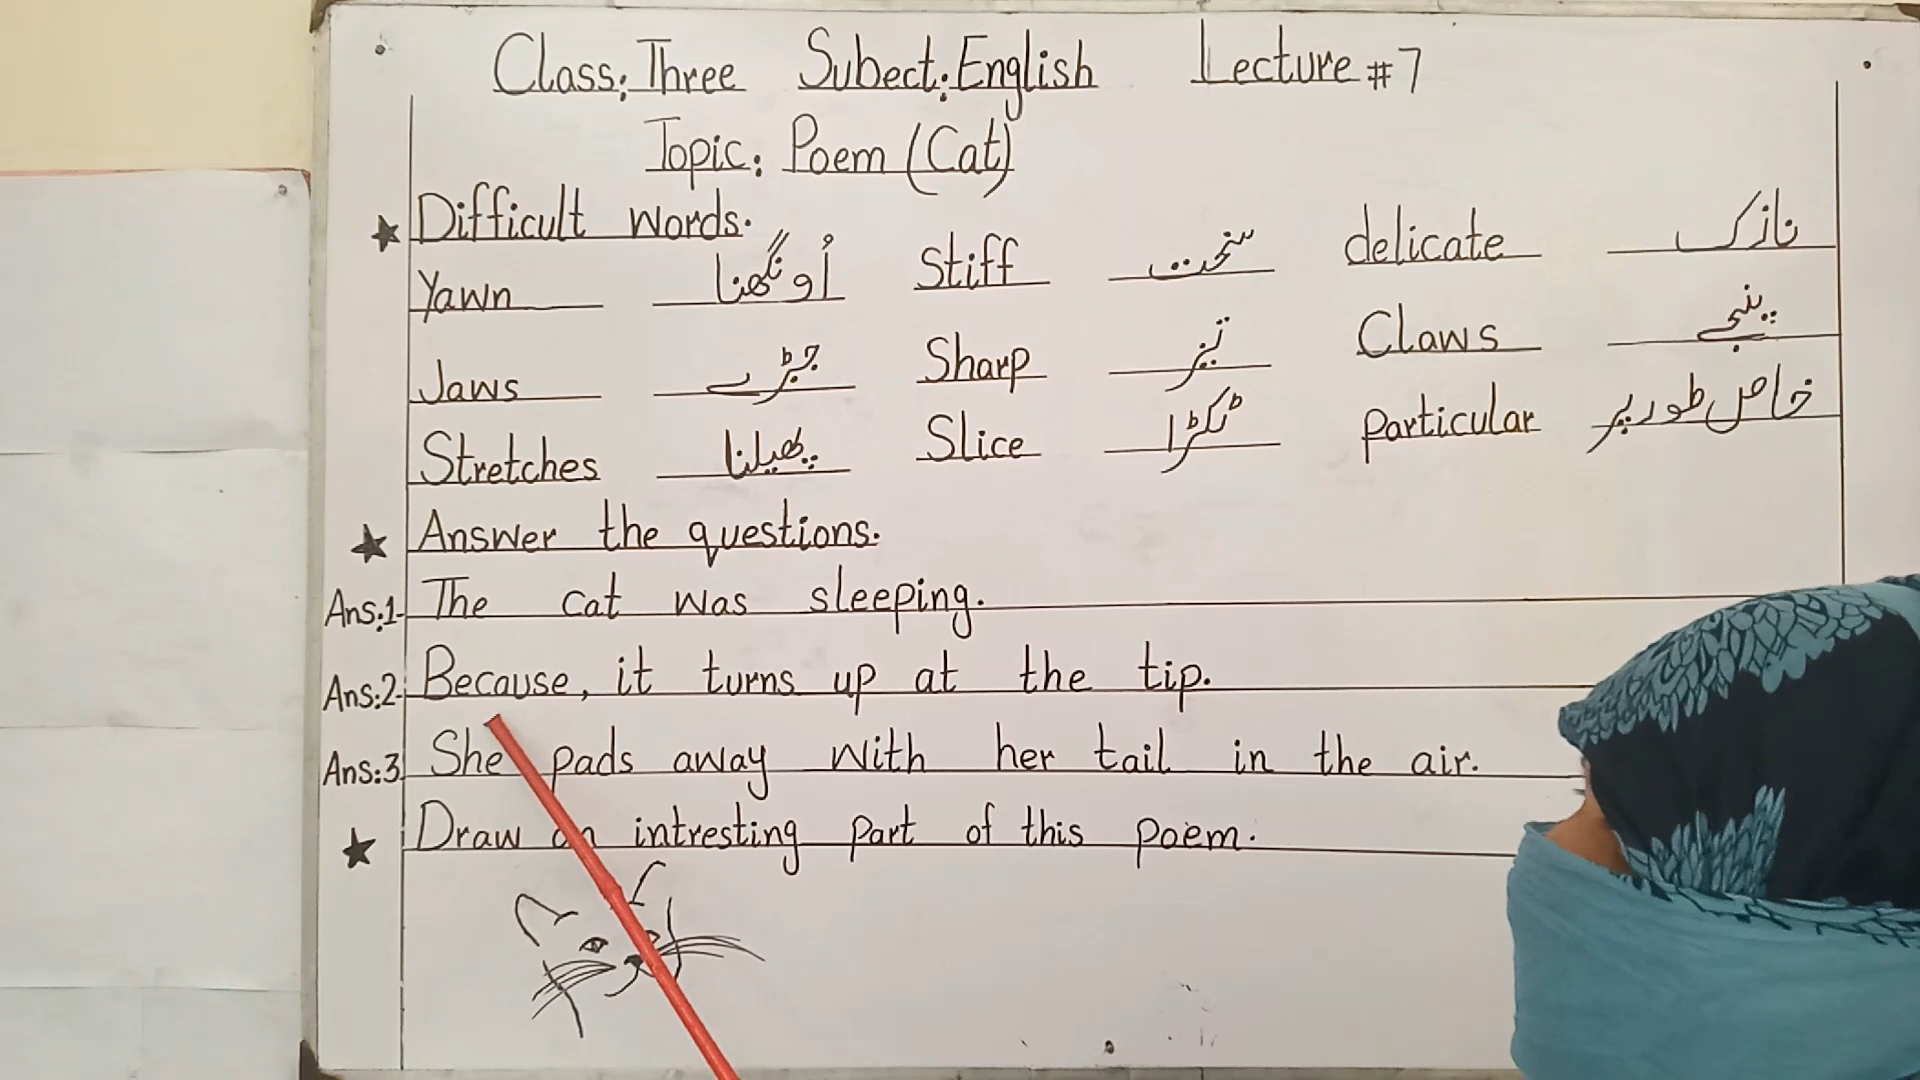 Class: Three Subect: English Lecture # 7
Topic: Poem (Cat)
★ Difficult words.
Yawn اُونگھنا Stiff سخت delicate نازک
Jaws جبڑے Sharp تیز Claws پنجے
Stretches پھیلنا Slice ٹکڑا particular خاص طور پر
★ Answer the questions.
Ans:1- The cat was sleeping.
Ans:2- Because, it turns up at the tip.
Ans:3 She pads away with her tail in the air.
★ Draw an intresting part of this poem.